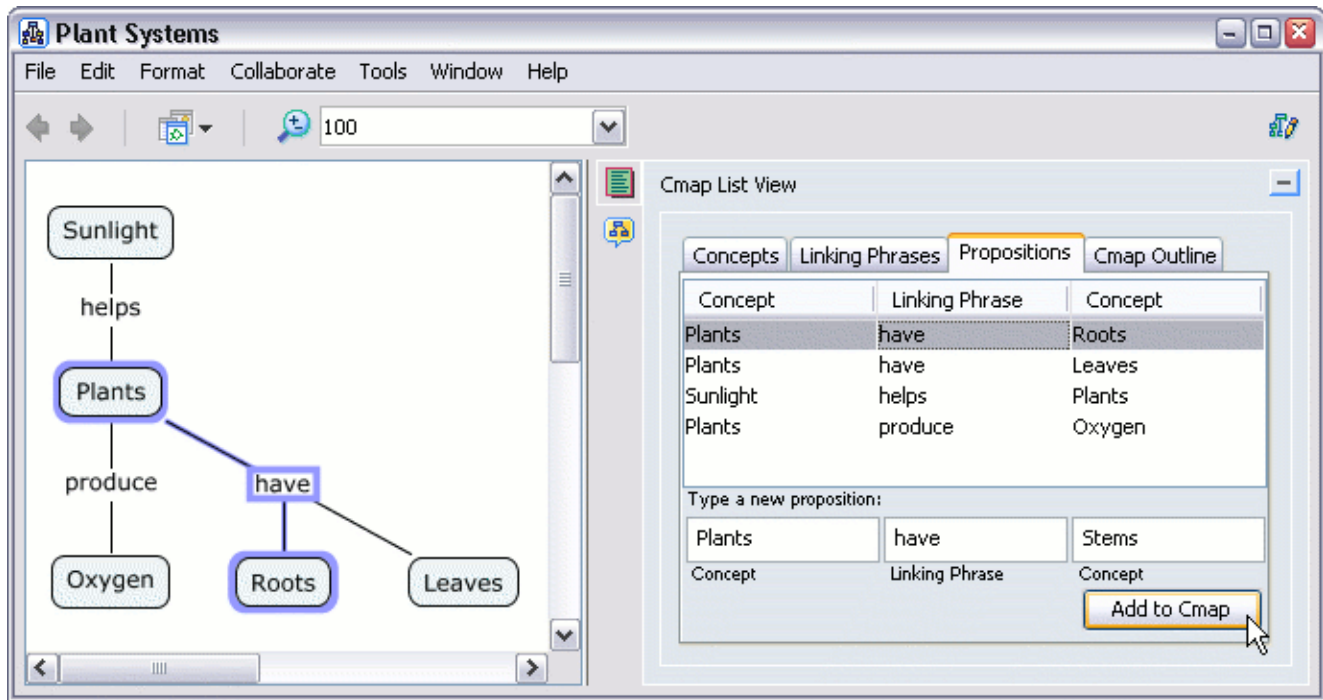 Plant Systems
File Edit Format Collaborate Tools Window Help
100
Sunlight
helps
Plants
produce
have
Oxygen
Roots
Leaves
Cmap List View
Concepts Linking Phrases Propositions Cmap Outline
Concept Linking Phrase Concept
Plants have Roots
Plants have Leaves
Sunlight helps Plants
Plants produce Oxygen
Type a new proposition:
Plants have Stems
Concept Linking Phrase Concept
Add to Cmap